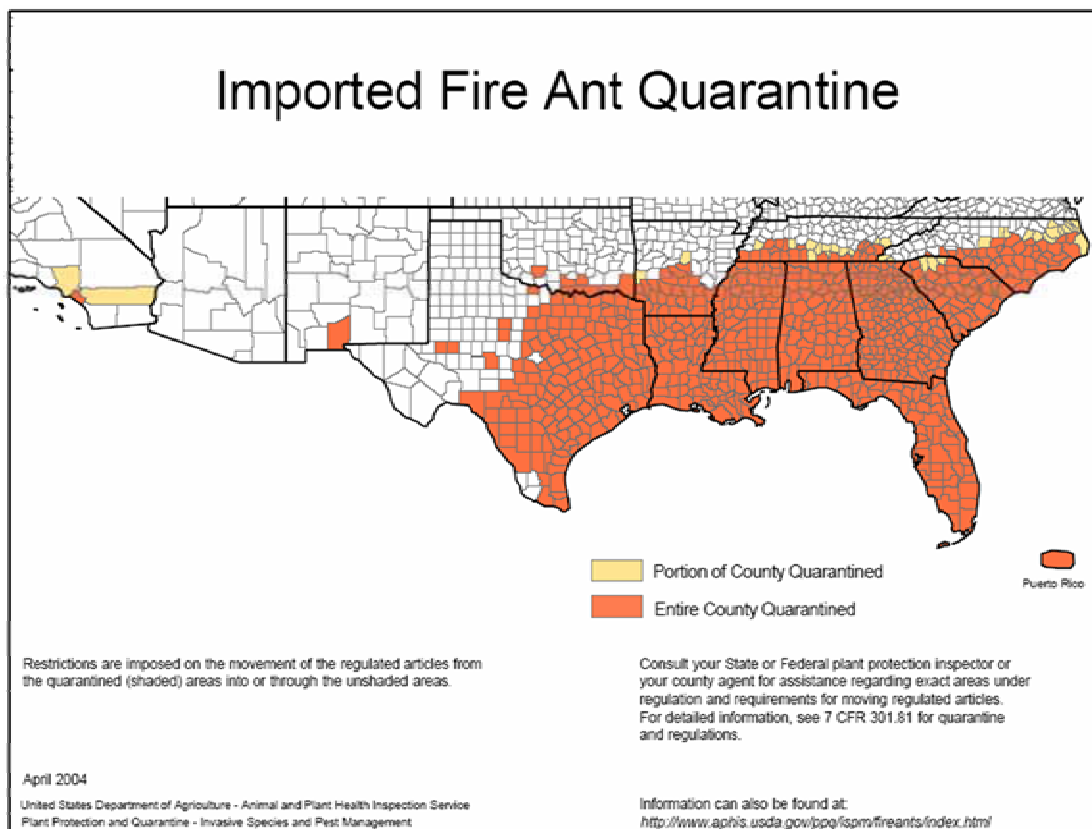 Imported Fire Ant Quarantine
Portion of County Quarantined
Entire County Quarantined
Puerto Rico
Restrictions are imposed on the movement of the regulated articles from
the quarantined (shaded) areas into or through the unshaded areas.
Consult your State or Federal plant protection inspector or
your county agent for assistance regarding exact areas under
regulation and requirements for moving regulated articles.
For detailed information, see 7 CFR 301.81 for quarantine
and regulations.
April 2004
United States Department of Agriculture - Animal and Plant Health Inspection Service
Plant Protection and Quarantine - Invasive Species and Pest Management
Information can also be found at:
http://www.aphis.usda.gov/ppq/ispm/fireants/index.html